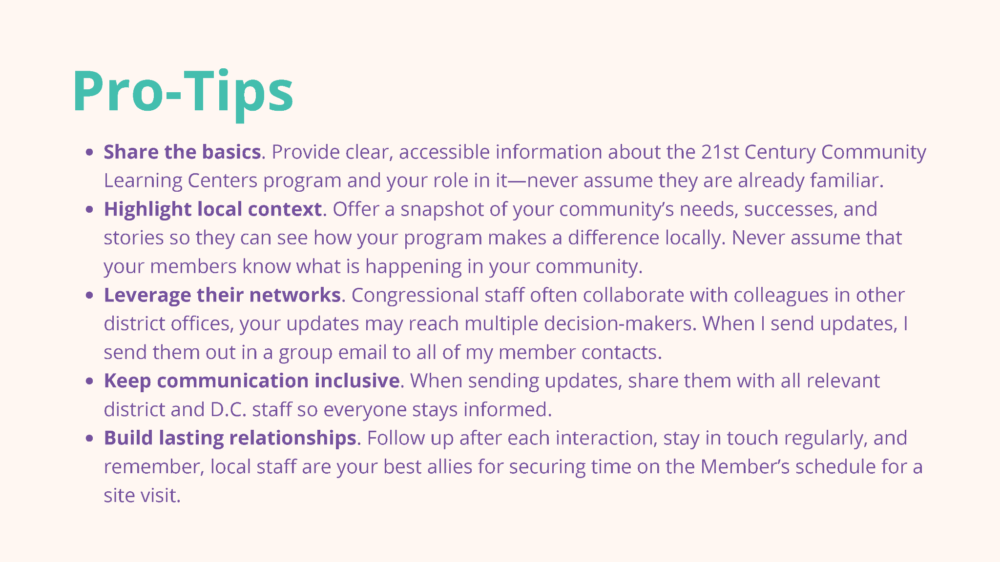 Pro-Tips
• Share the basics. Provide clear, accessible information about the 21st Century Community
Learning Centers program and your role in it—never assume they are already familiar.
• Highlight local context. Offer a snapshot of your community’s needs, successes, and
stories so they can see how your program makes a difference locally. Never assume that
your members know what is happening in your community.
• Leverage their networks. Congressional staff often collaborate with colleagues in other
district offices, your updates may reach multiple decision-makers. When I send updates, I
send them out in a group email to all of my member contacts.
• Keep communication inclusive. When sending updates, share them with all relevant
district and D.C. staff so everyone stays informed.
• Build lasting relationships. Follow up after each interaction, stay in touch regularly, and
remember, local staff are your best allies for securing time on the Member’s schedule for a
site visit.